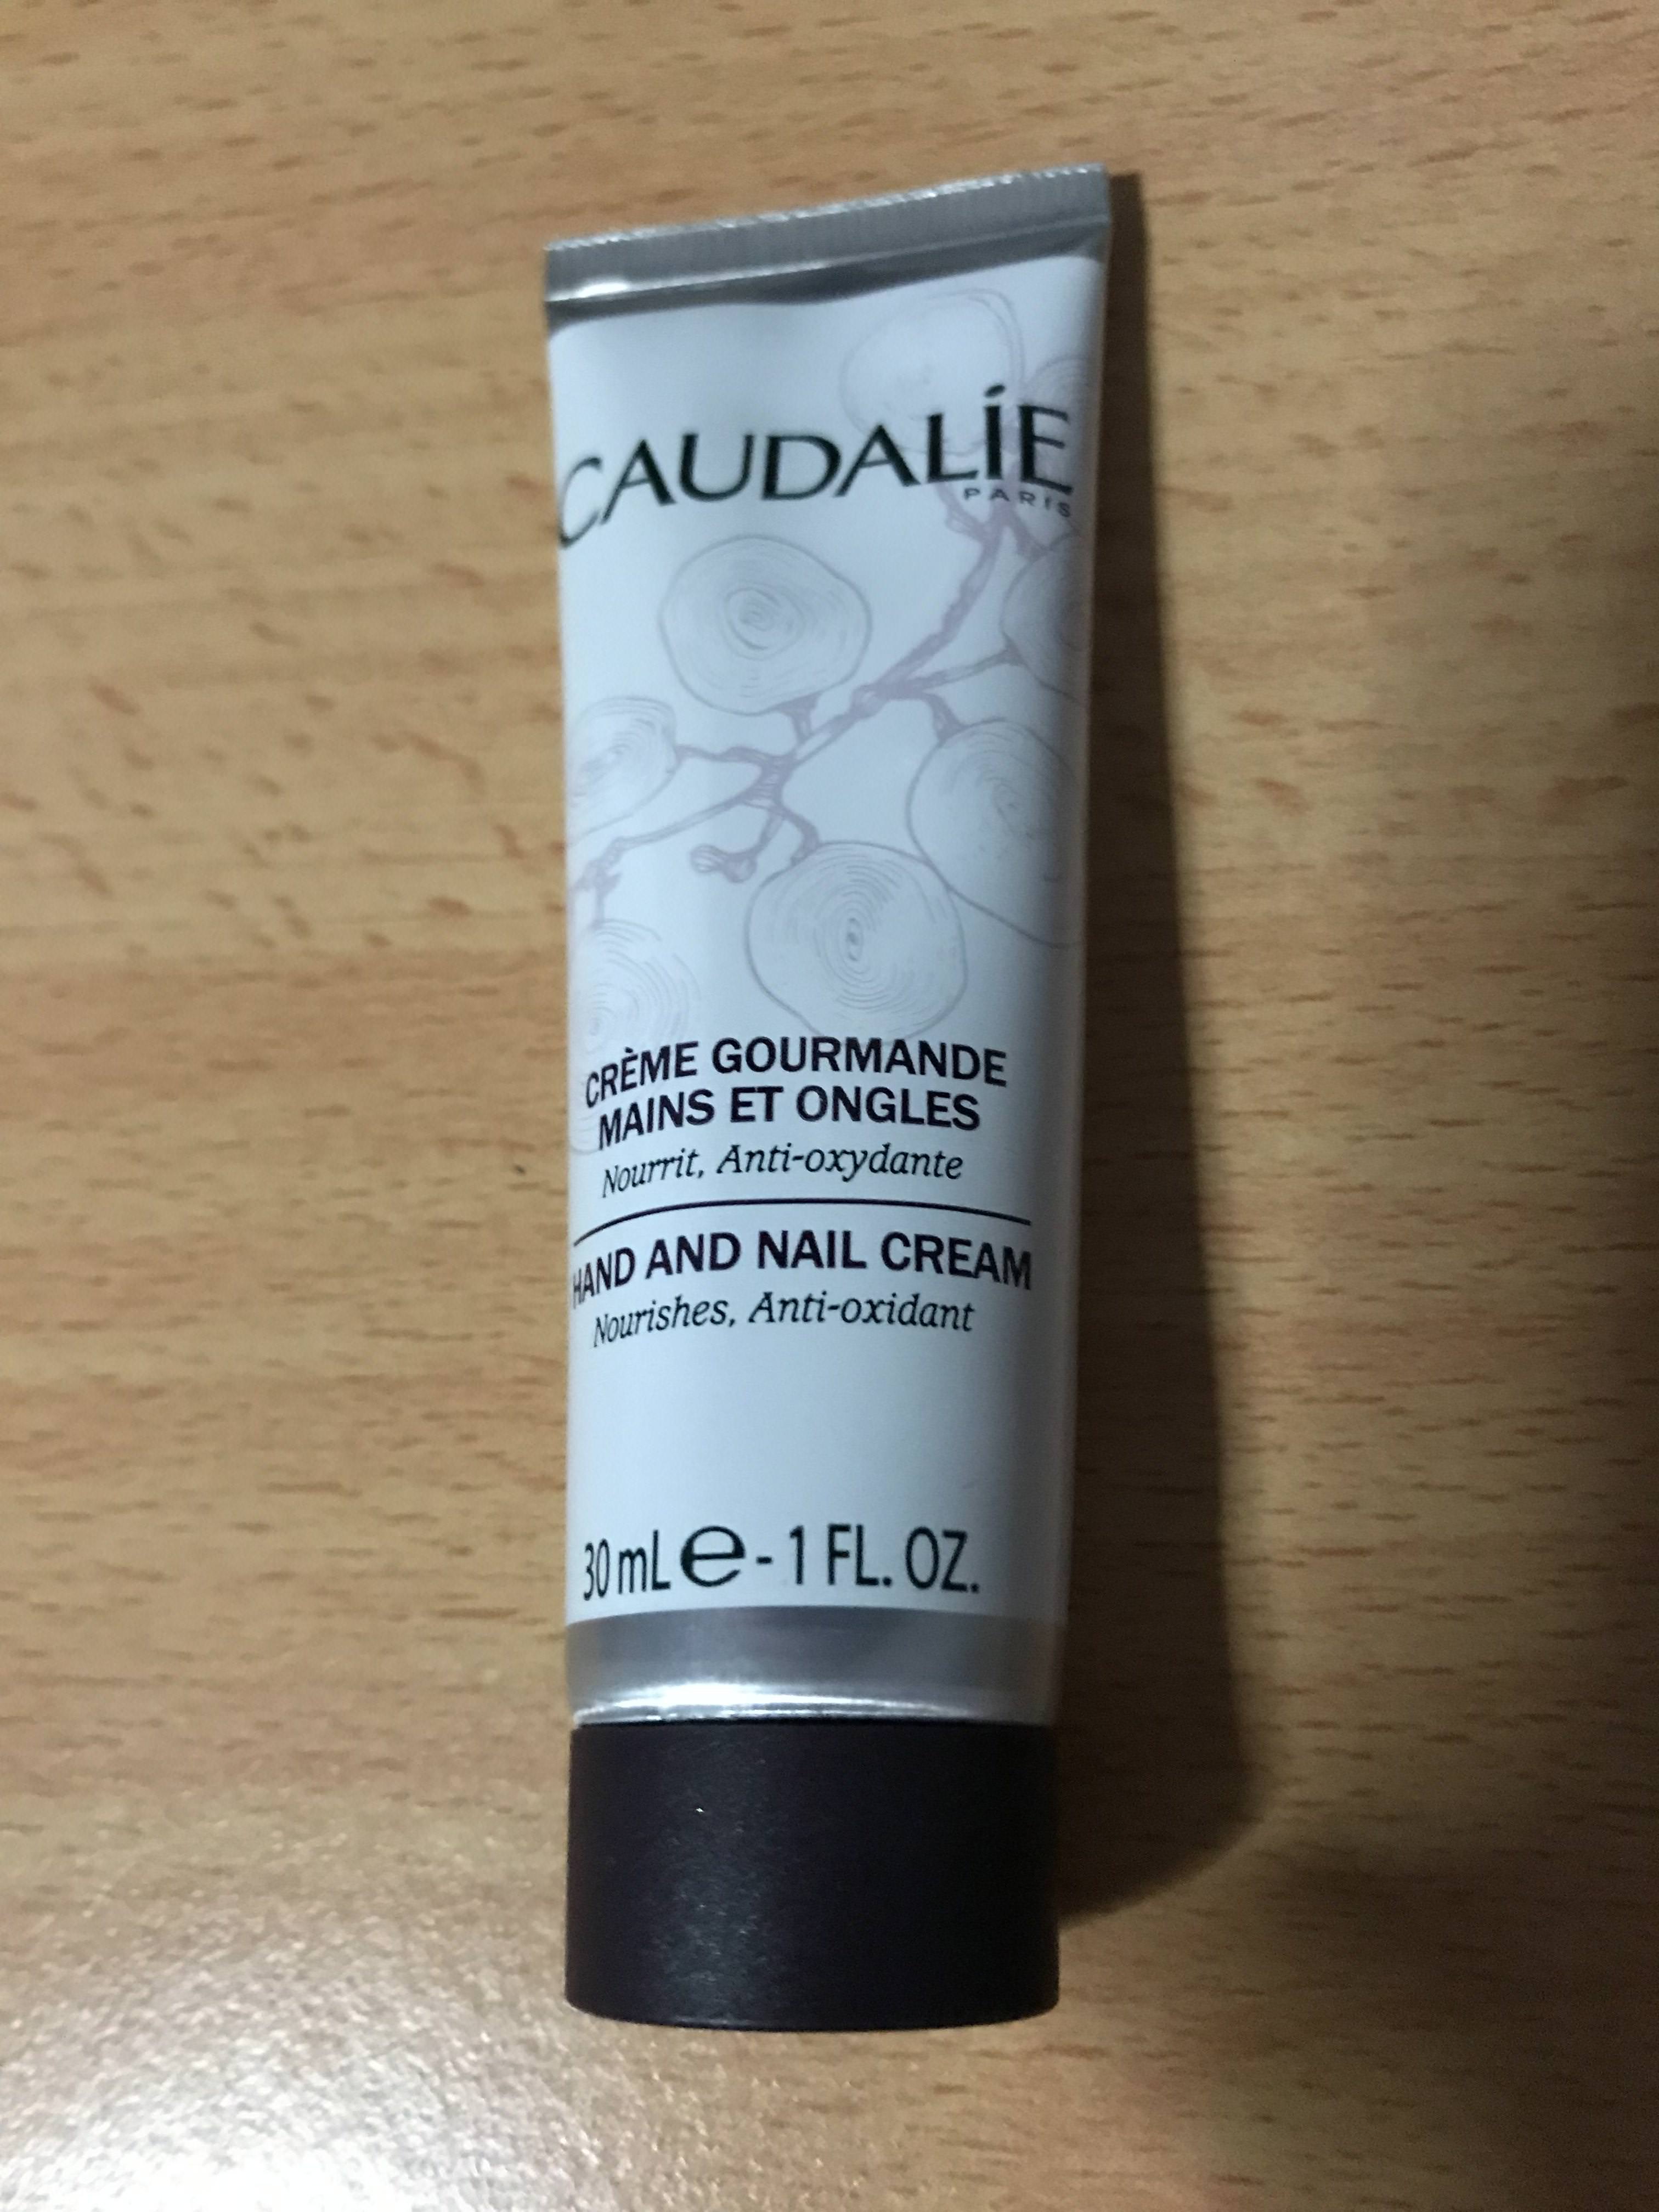 CAUDALÍE
PARIS
CRÈME GOURMANDE
MAINS ET ONGLES
Nourrit, Anti-oxydante
HAND AND NAIL CREAM
Nourishes, Anti-oxidant
30 mL e - 1 FL. OZ.